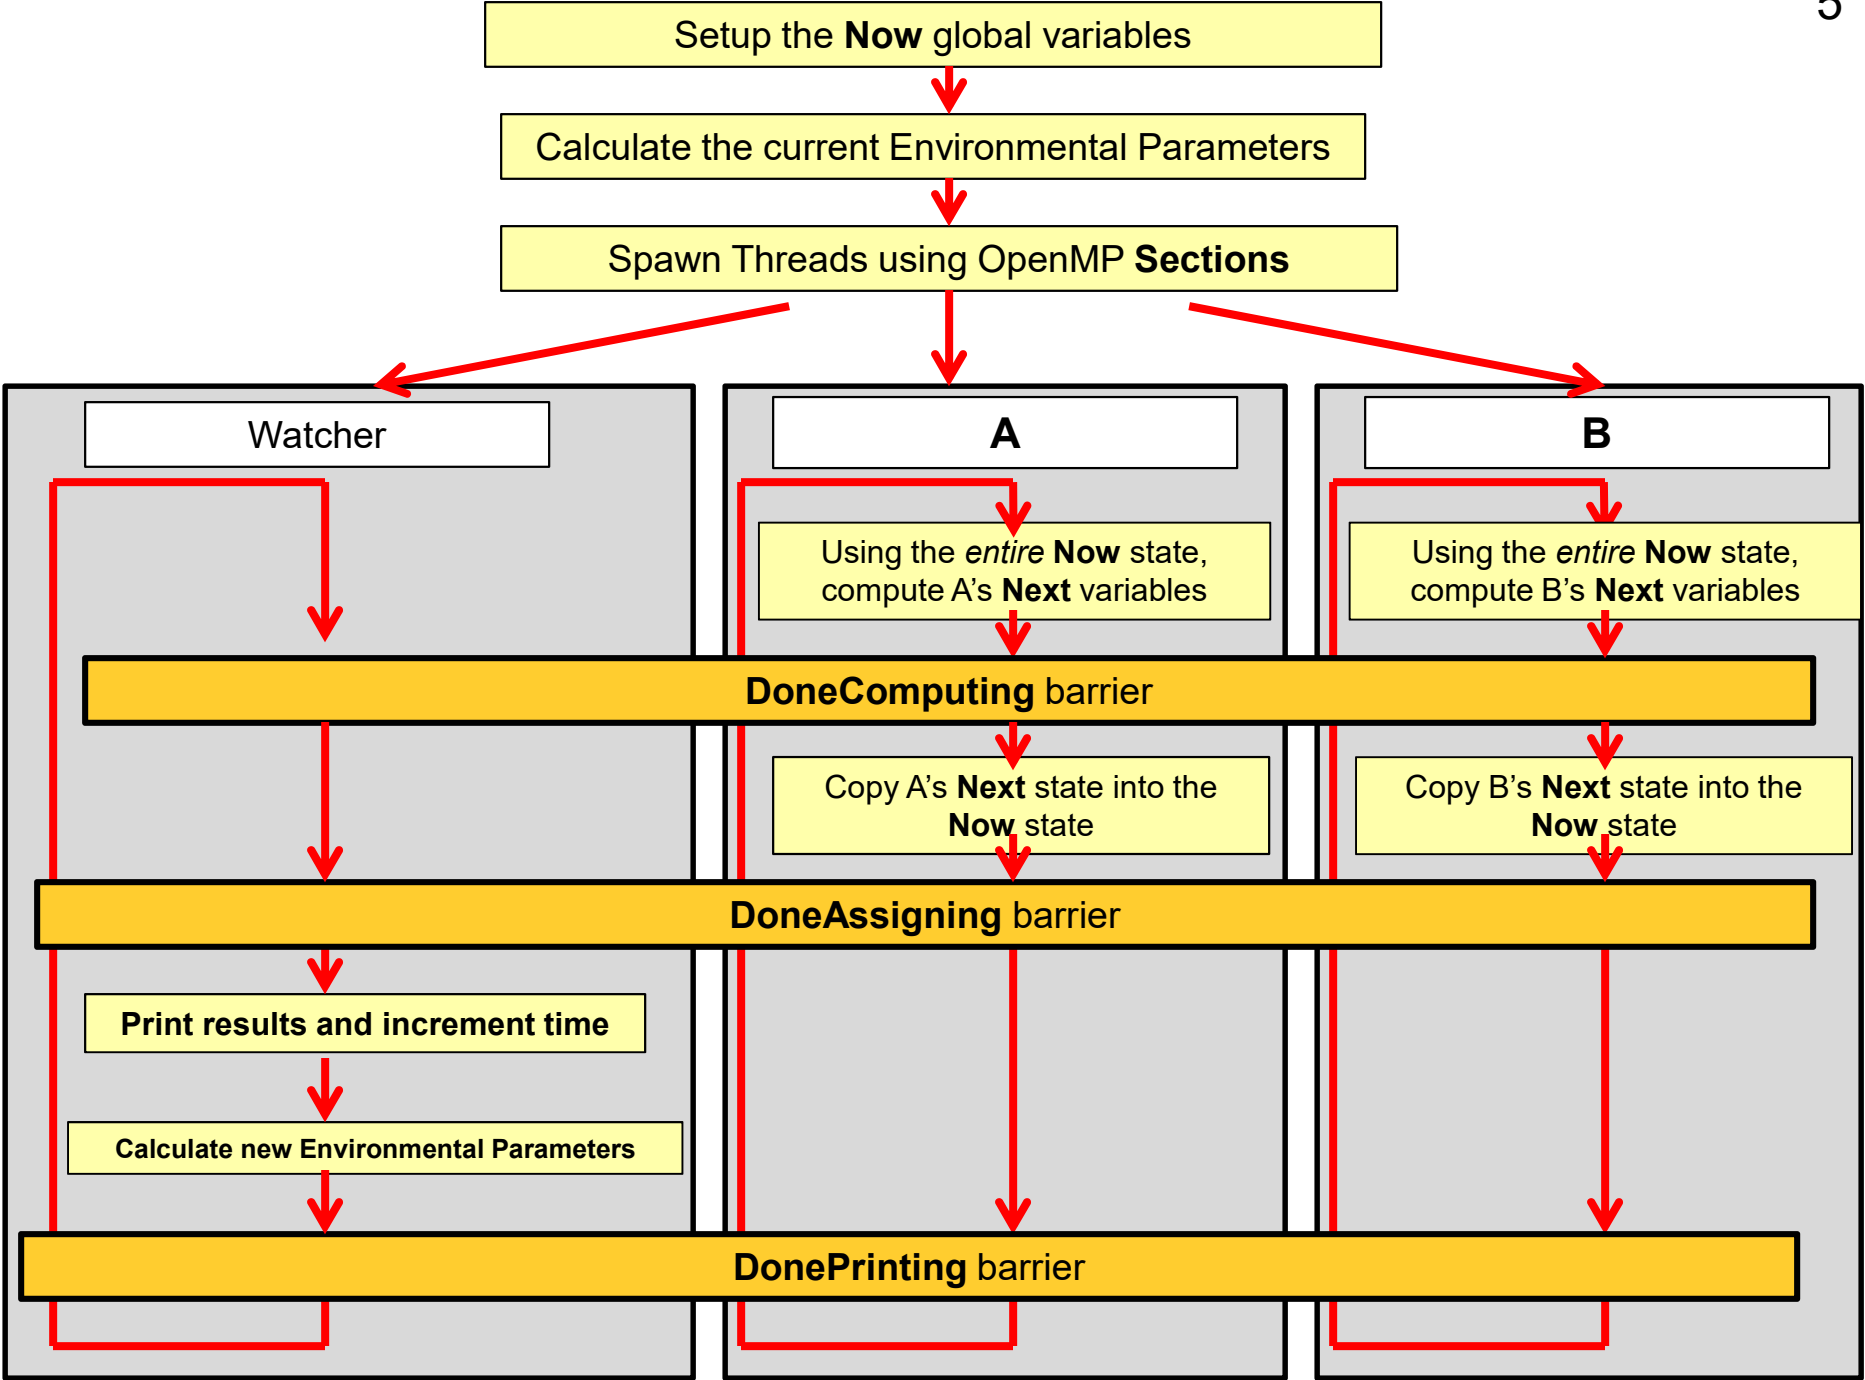 5
Setup the Now global variables
Calculate the current Environmental Parameters
Spawn Threads using OpenMP Sections
Watcher
A
B
Using the entire Now state,
compute A’s Next variables
Using the entire Now state,
compute B’s Next variables
DoneComputing barrier
Copy A’s Next state into the
Now state
Copy B’s Next state into the
Now state
DoneAssigning barrier
Print results and increment time
Calculate new Environmental Parameters
DonePrinting barrier